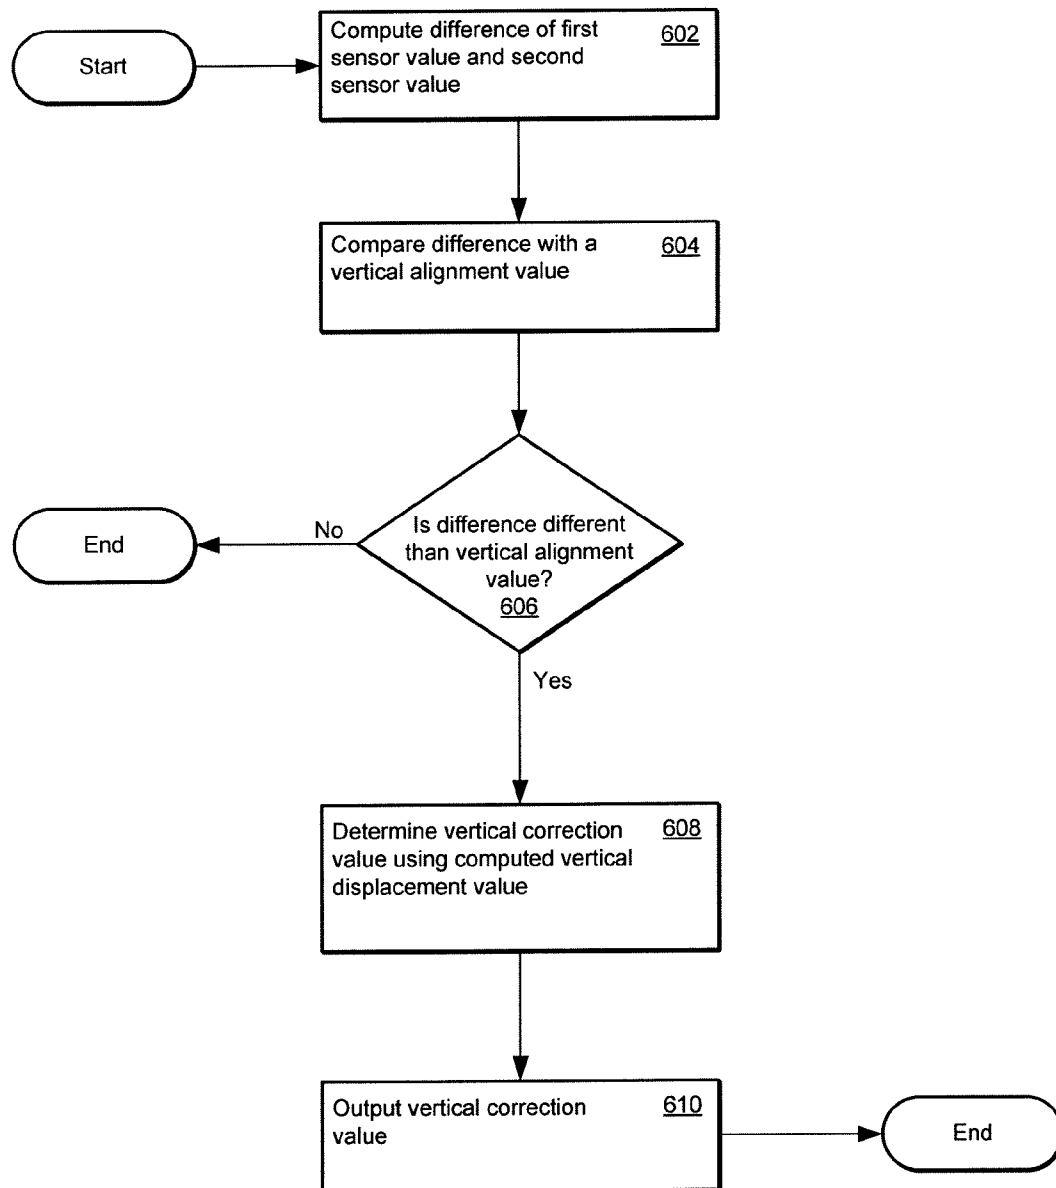 Start
Compute difference of first 602
sensor value and second
sensor value
Compare difference with a 604
vertical alignment value
Is difference different
than vertical alignment
value?
606
No
End
Yes
Determine vertical correction 608
value using computed vertical
displacement value
Output vertical correction 610
value
End